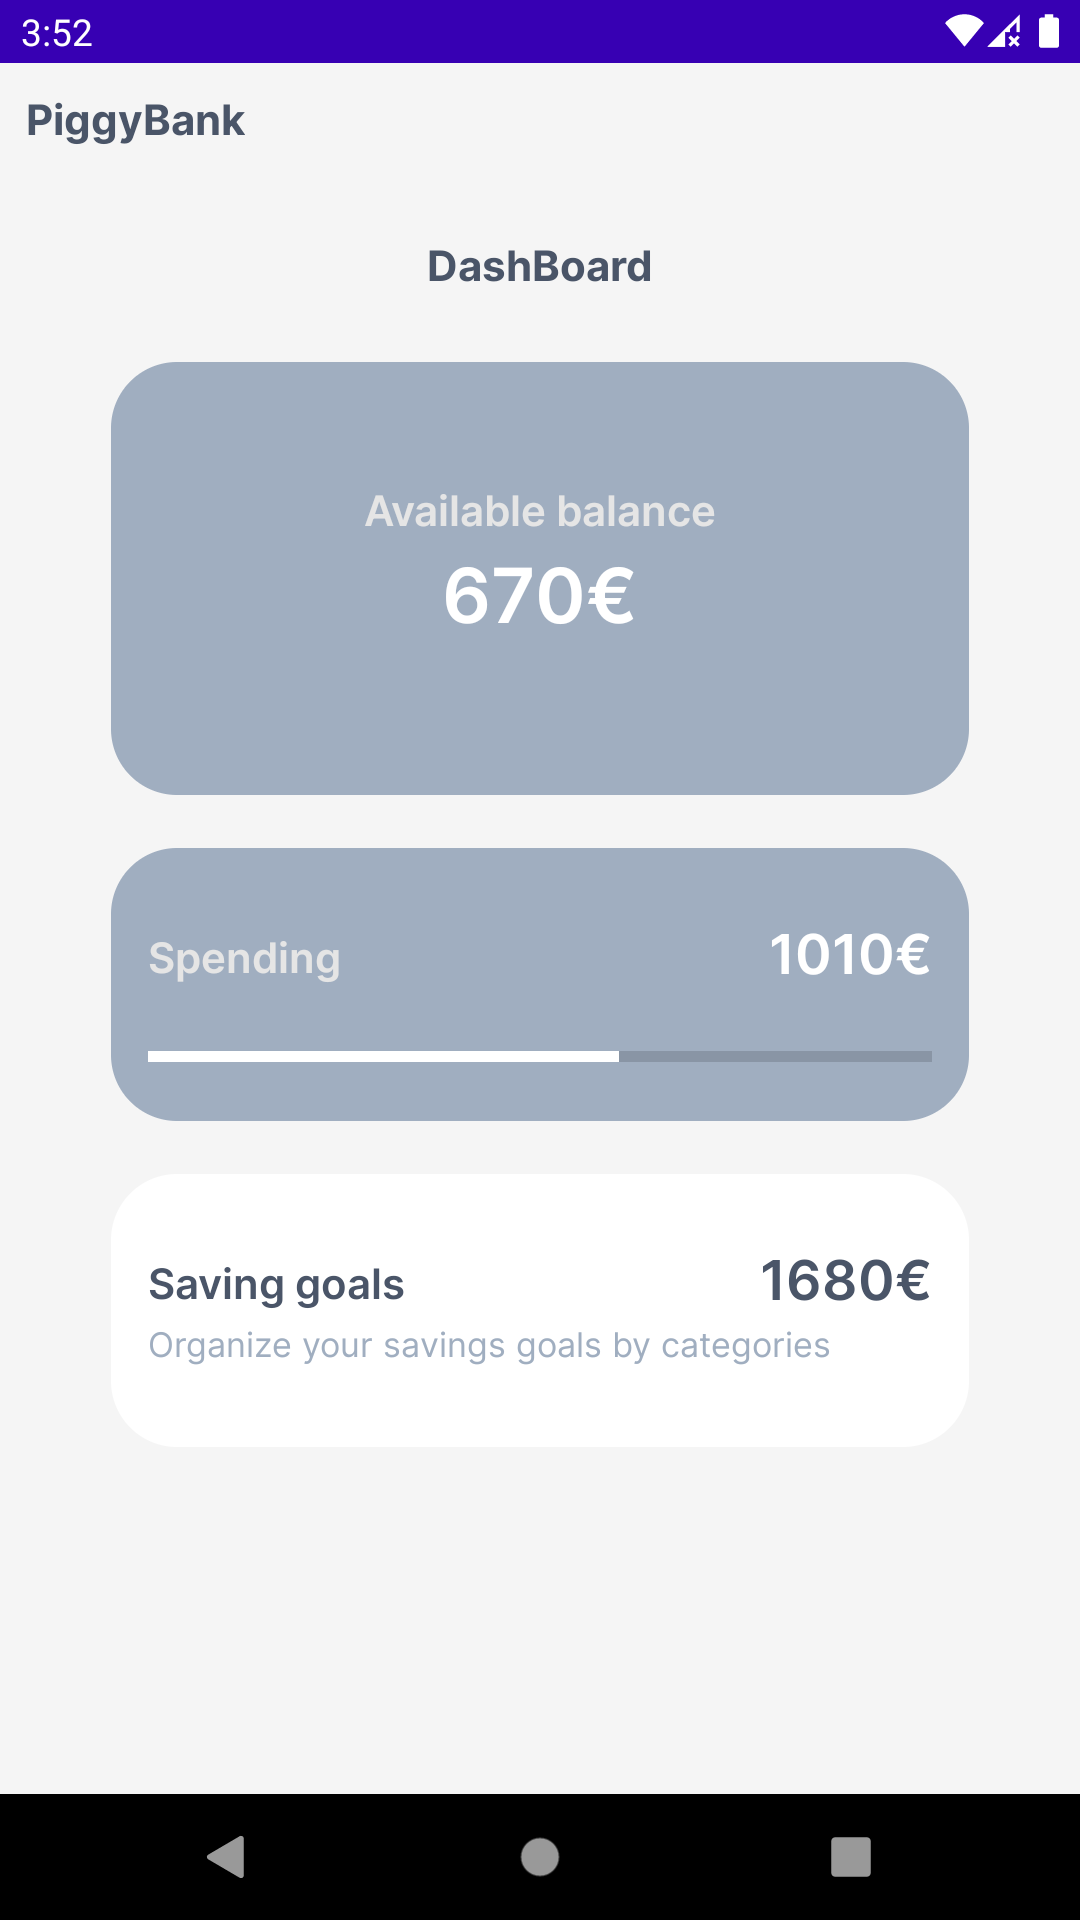 3:52
PiggyBank
DashBoard
Available balance
670€
Spending
1010€
Saving goals
1680€
Organize your savings goals by categories